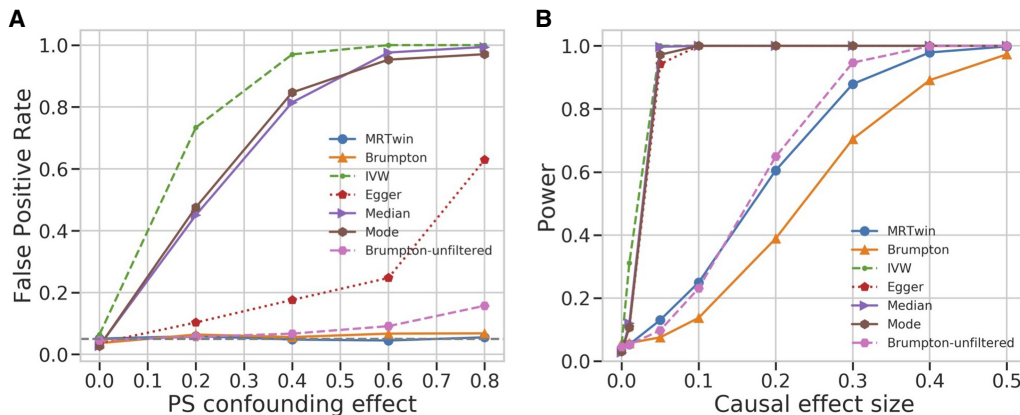 A
False Positive Rate
1.0
0.8
0.6
0.4
0.2
0.0
MRTwin
Brumpton
IVW
Egger
Median
Mode
Brumpton-unfiltered
0.0 0.1 0.2 0.3 0.4 0.5 0.6 0.7 0.8
PS confounding effect
B
Power
1.0
0.8
0.6
0.4
0.2
0.0
MRTwin
Brumpton
IVW
Egger
Median
Mode
Brumpton-unfiltered
0.0 0.1 0.2 0.3 0.4 0.5
Causal effect size